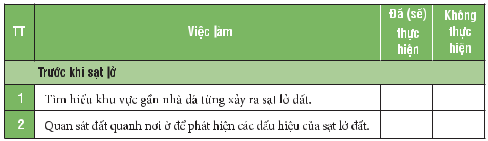 TT Việc làm Đã (sẽ) thực hiện Không thực hiện
Trước khi sạt lở
1 Tìm hiểu khu vực gần nhà đã từng xảy ra sạt lở đất.
2 Quan sát đất quanh nơi ở để phát hiện các dấu hiệu của sạt lở đất.